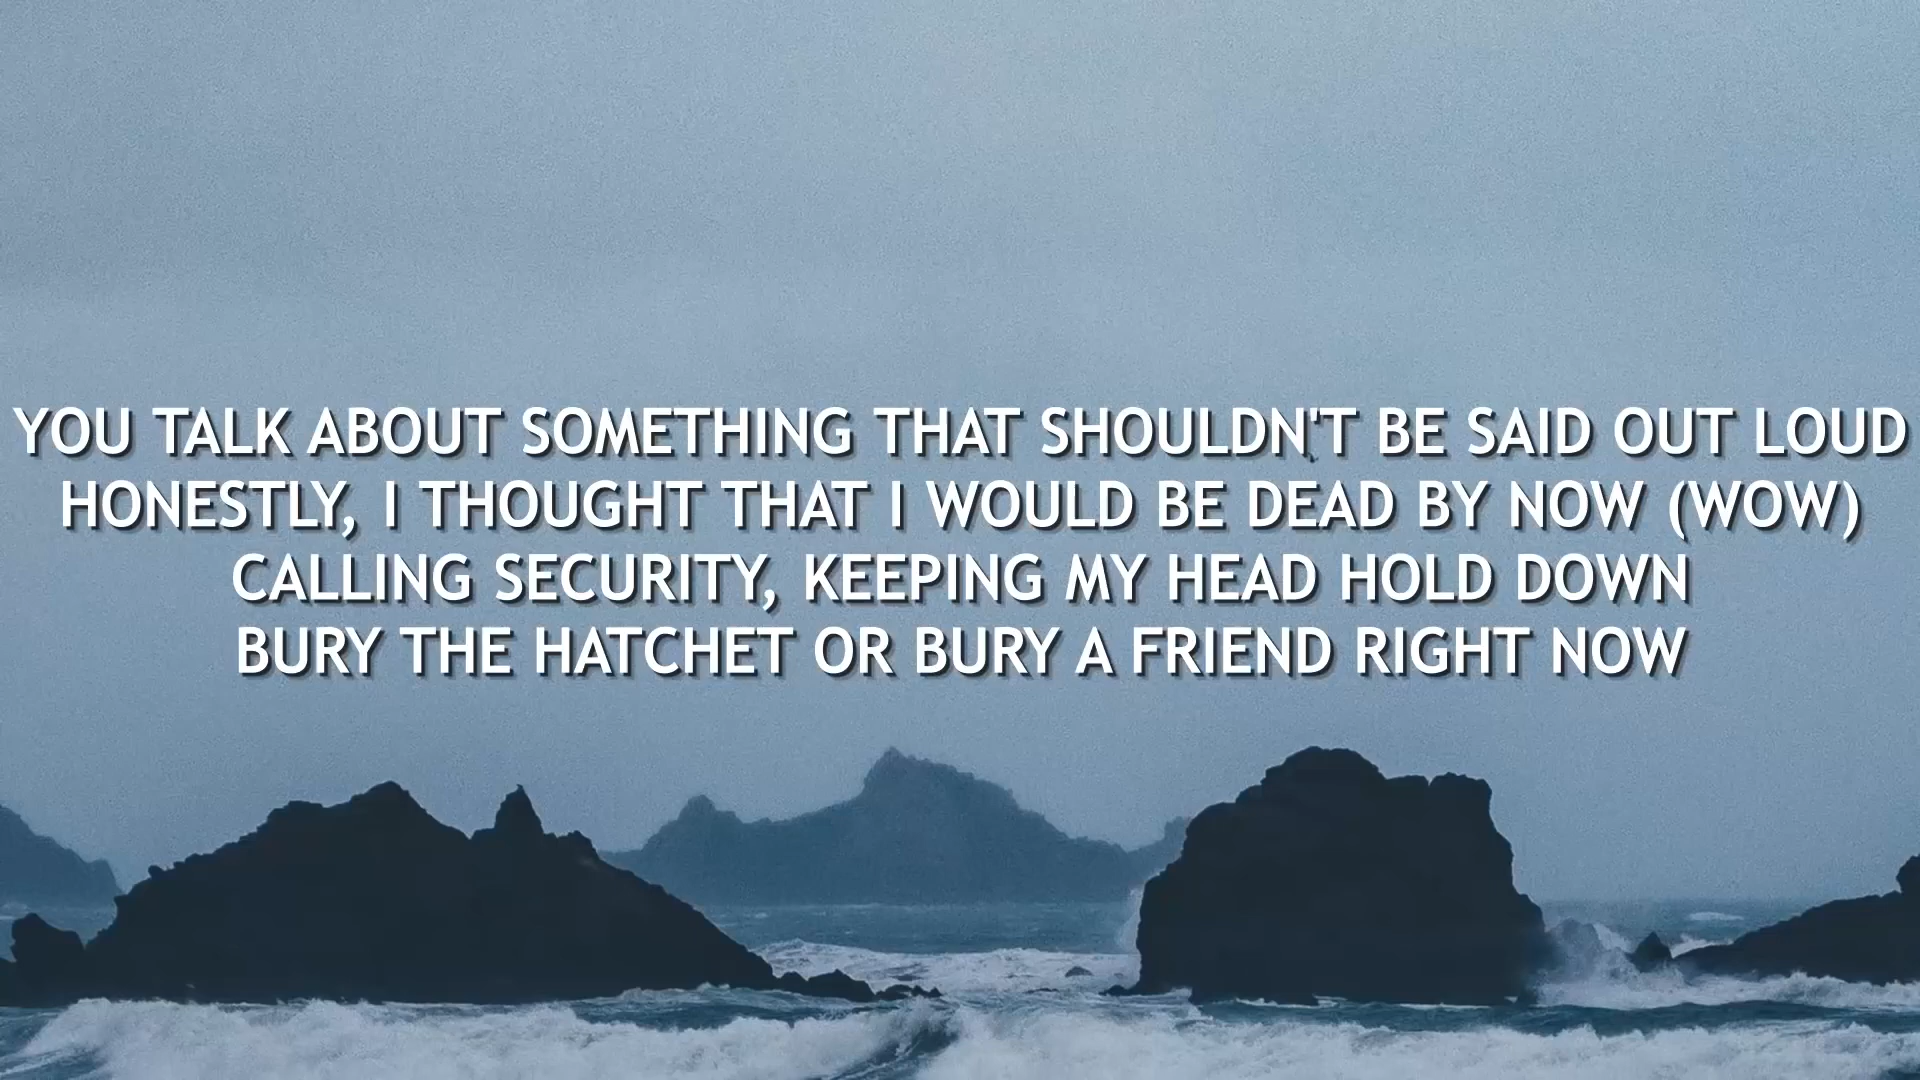 YOU TALK ABOUT SOMETHING THAT SHOULDN'T BE SAID OUT LOUD
HONESTLY, I THOUGHT THAT I WOULD BE DEAD BY NOW (WOW)
CALLING SECURITY, KEEPING MY HEAD HOLD DOWN
BURY THE HATCHET OR BURY A FRIEND RIGHT NOW